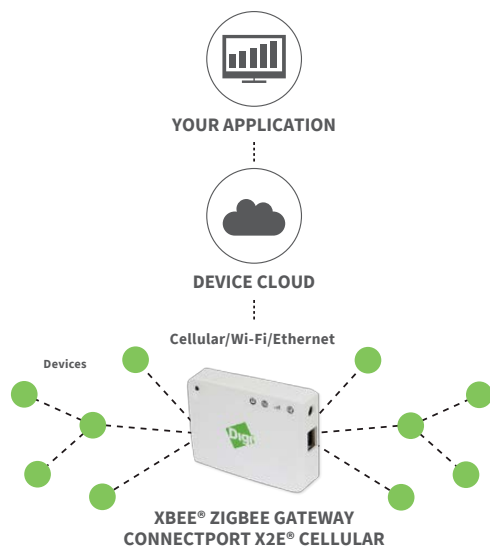 YOUR APPLICATION
DEVICE CLOUD
Cellular/Wi-Fi/Ethernet
Devices
Digi
XBEE® ZIGBEE GATEWAY
CONNECTPORT X2E® CELLULAR